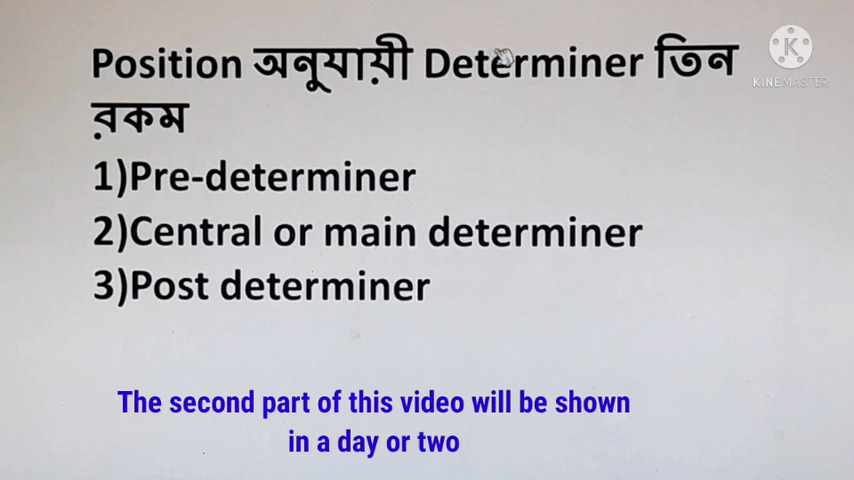 Position অনুযায়ী Determiner তিন
রকম
1)Pre-determiner
2)Central or main determiner
3)Post determiner
The second part of this video will be shown
in a day or two
K
KINEMASTER